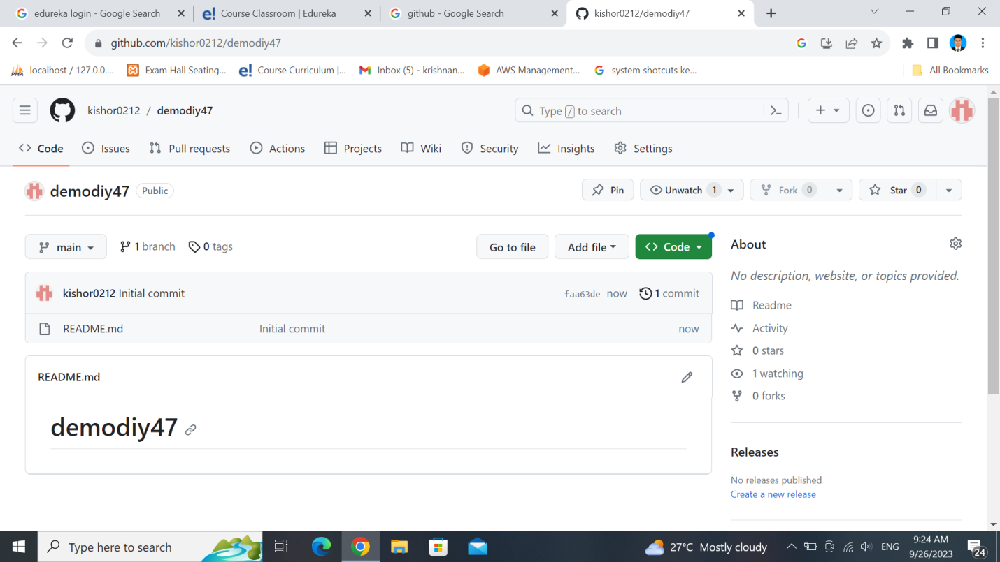 edureka login - Google Search
Course Classroom | Edureka
github - Google Search
kishor0212/demodiy47
github.com/kishor0212/demodiy47
localhost / 127.0.0....
Exam Hall Seating...
Course Curriculum |...
Inbox (5) - krishnan...
AWS Management...
system shotcuts ke...
All Bookmarks
kishor0212 / demodiy47
Type / to search
Code
Issues
Pull requests
Actions
Projects
Wiki
Security
Insights
Settings
demodiy47 Public
Pin
Unwatch 1
Fork 0
Star 0
main
1 branch
0 tags
Go to file
Add file
Code
kishor0212 Initial commit
faa63de now
1 commit
README.md Initial commit now
README.md
demodiy47
About
No description, website, or topics provided.
Readme
Activity
0 stars
1 watching
0 forks
Releases
No releases published
Create a new release
Type here to search
27°C Mostly cloudy
ENG
9:24 AM
9/26/2023
24